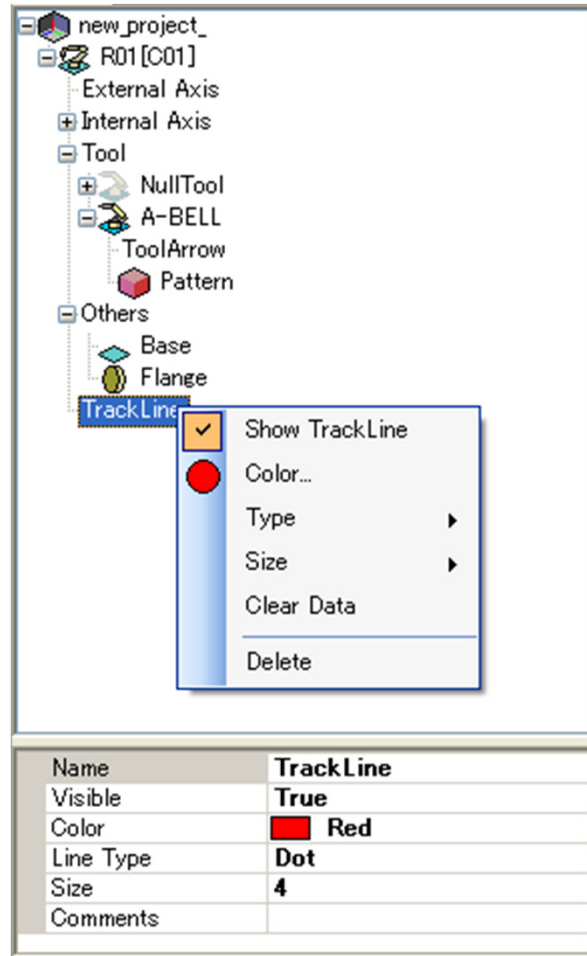 new_project_
R01[C01]
External Axis
Internal Axis
Tool
NullTool
A-BELL
ToolArrow
Pattern
Others
Base
Flange
TrackLine
Show TrackLine
Color...
Type
Size
Clear Data
Delete
Name TrackLine
Visible True
Color Red
Line Type Dot
Size 4
Comments